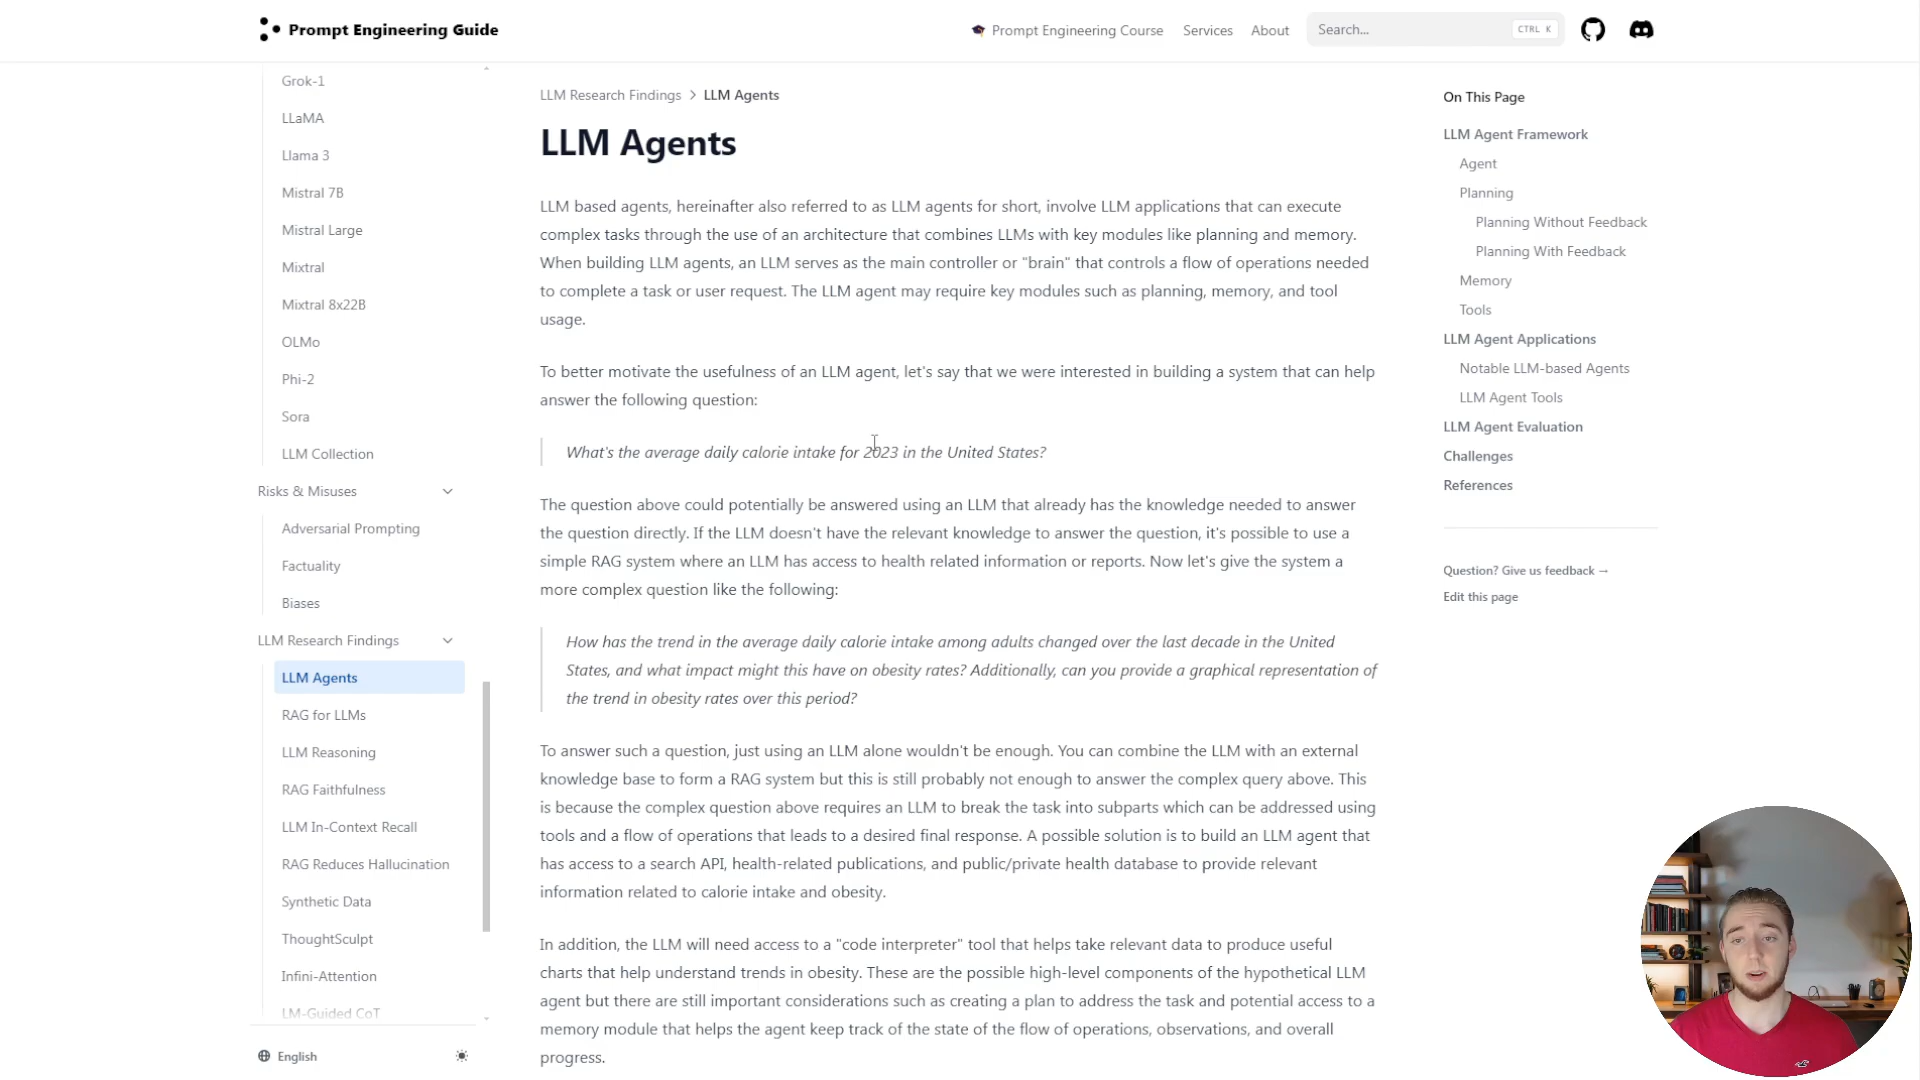 Prompt Engineering Guide
Prompt Engineering Course
Services
About
Search...
CTRL K
Grok-1
LLaMA
Llama 3
Mistral 7B
Mistral Large
Mixtral
Mixtral 8x22B
OLMo
Phi-2
Sora
LLM Collection
Risks & Misuses
Adversarial Prompting
Factuality
Biases
LLM Research Findings
LLM Agents
RAG for LLMs
LLM Reasoning
RAG Faithfulness
LLM In-Context Recall
RAG Reduces Hallucination
Synthetic Data
ThoughtSculpt
Infini-Attention
LM-Guided CoT
English
LLM Research Findings > LLM Agents
LLM Agents
LLM based agents, hereinafter also referred to as LLM agents for short, involve LLM applications that can execute
complex tasks through the use of an architecture that combines LLMs with key modules like planning and memory.
When building LLM agents, an LLM serves as the main controller or "brain" that controls a flow of operations needed
to complete a task or user request. The LLM agent may require key modules such as planning, memory, and tool
usage.
To better motivate the usefulness of an LLM agent, let's say that we were interested in building a system that can help
answer the following question:
What's the average daily calorie intake for 2023 in the United States?
The question above could potentially be answered using an LLM that already has the knowledge needed to answer
the question directly. If the LLM doesn't have the relevant knowledge to answer the question, it's possible to use a
simple RAG system where an LLM has access to health related information or reports. Now let's give the system a
more complex question like the following:
How has the trend in the average daily calorie intake among adults changed over the last decade in the United
States, and what impact might this have on obesity rates? Additionally, can you provide a graphical representation of
the trend in obesity rates over this period?
To answer such a question, just using an LLM alone wouldn't be enough. You can combine the LLM with an external
knowledge base to form a RAG system but this is still probably not enough to answer the complex query above. This
is because the complex question above requires an LLM to break the task into subparts which can be addressed using
tools and a flow of operations that leads to a desired final response. A possible solution is to build an LLM agent that
has access to a search API, health-related publications, and public/private health database to provide relevant
information related to calorie intake and obesity.
In addition, the LLM will need access to a "code interpreter" tool that helps take relevant data to produce useful
charts that help understand trends in obesity. These are the possible high-level components of the hypothetical LLM
agent but there are still important considerations such as creating a plan to address the task and potential access to a
memory module that helps the agent keep track of the state of the flow of operations, observations, and overall
progress.
On This Page
LLM Agent Framework
Agent
Planning
Planning Without Feedback
Planning With Feedback
Memory
Tools
LLM Agent Applications
Notable LLM-based Agents
LLM Agent Tools
LLM Agent Evaluation
Challenges
References
Question? Give us feedback →
Edit this page